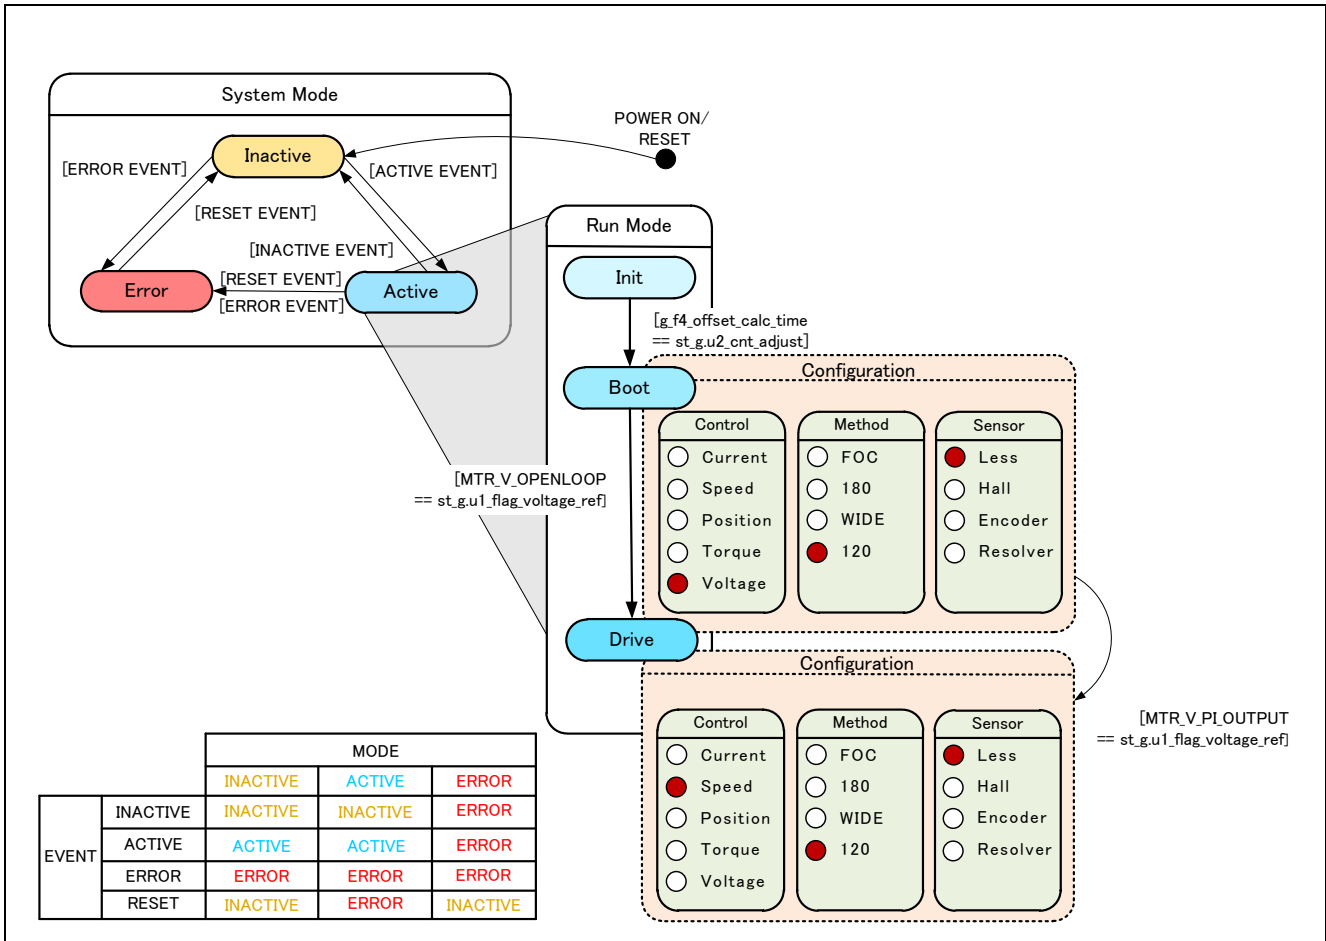 System Mode
POWER ON/
RESET
Inactive
[ERROR EVENT]
[ACTIVE EVENT]
[RESET EVENT]
[INACTIVE EVENT]
[RESET EVENT]
Error
Active
[ERROR EVENT]
Run Mode
Init
[g_f4_offset_calc_time
== st_g.u2_cnt_adjust]
Boot
[MTR_V_OPENLOOP
== st_g.u1_flag_voltage_ref]
Drive
Configuration
Control
Current
Speed
Position
Torque
Voltage
Method
FOC
180
WIDE
120
Sensor
Less
Hall
Encoder
Resolver
[MTR_V_PI_OUTPUT
== st_g.u1_flag_voltage_ref]
Configuration
Control
Current
Speed
Position
Torque
Voltage
Method
FOC
180
WIDE
120
Sensor
Less
Hall
Encoder
Resolver
MODE
INACTIVE ACTIVE ERROR
EVENT
INACTIVE INACTIVE INACTIVE ERROR
ACTIVE ACTIVE ACTIVE ERROR
ERROR ERROR ERROR ERROR
RESET INACTIVE ERROR INACTIVE